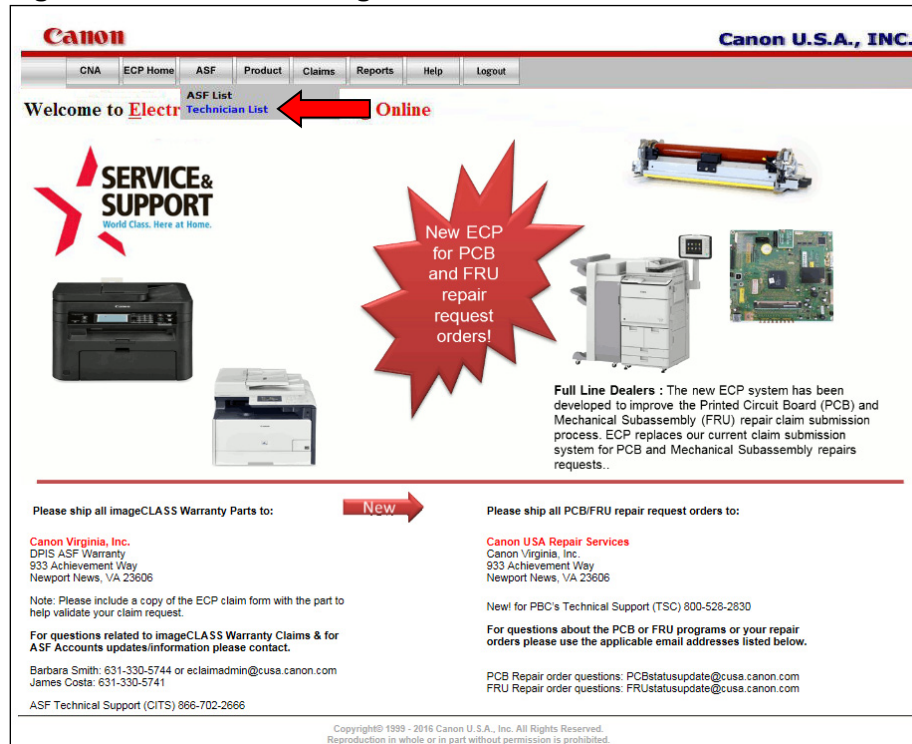 Canon
Canon U.S.A., INC.
CNA ECP Home ASF Product Claims Reports Help Logout
ASF List
Technician List
Welcome to Electr Online
SERVICE&
SUPPORT
World Class. Here at Home.
New ECP
for PCB
and FRU
repair
request
orders!
Full Line Dealers : The new ECP system has been
developed to improve the Printed Circuit Board (PCB) and
Mechanical Subassembly (FRU) repair claim submission
process. ECP replaces our current claim submission
system for PCB and Mechanical Subassembly repairs
requests..
Please ship all imageCLASS Warranty Parts to:
New
Please ship all PCB/FRU repair request orders to:
Canon Virginia, Inc.
DPIS ASF Warranty
933 Achievement Way
Newport News, VA 23606
Note: Please include a copy of the ECP claim form with the part to
help validate your claim request.
For questions related to imageCLASS Warranty Claims & for
ASF Accounts updates/information please contact.
Barbara Smith: 631-330-5744 or eclaimadmin@cusa.canon.com
James Costa: 631-330-5741
ASF Technical Support (CITS) 866-702-2666
Canon USA Repair Services
Canon Virginia, Inc.
933 Achievement Way
Newport News, VA 23606
New! for PBC's Technical Support (TSC) 800-528-2830
For questions about the PCB or FRU programs or your repair
orders please use the applicable email addresses listed below.
PCB Repair order questions: PCBstatusupdate@cusa.canon.com
FRU Repair order questions: FRUstatusupdate@cusa.canon.com
Copyright© 1999 - 2016 Canon U.S.A., Inc. All Rights Reserved.
Reproduction in whole or in part without permission is prohibited.